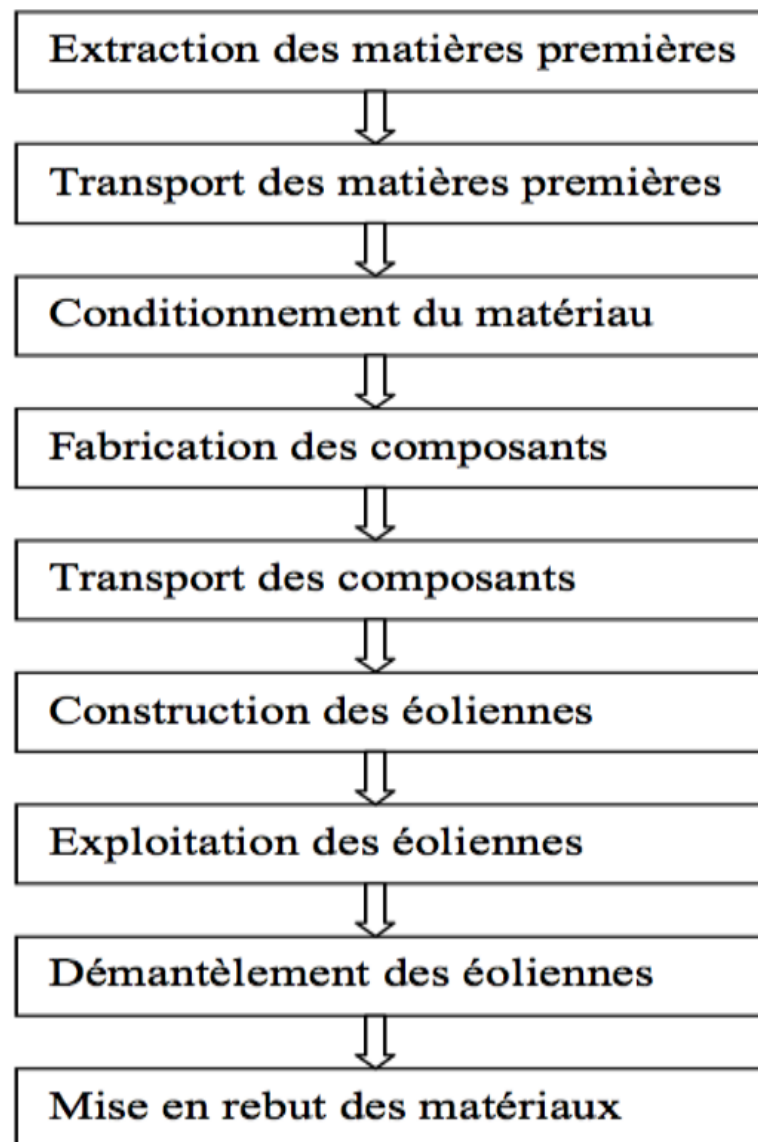 Extraction des matières premières
Transport des matières premières
Conditionnement du matériau
Fabrication des composants
Transport des composants
Construction des éoliennes
Exploitation des éoliennes
Démantèlement des éoliennes
Mise en rebut des matériaux